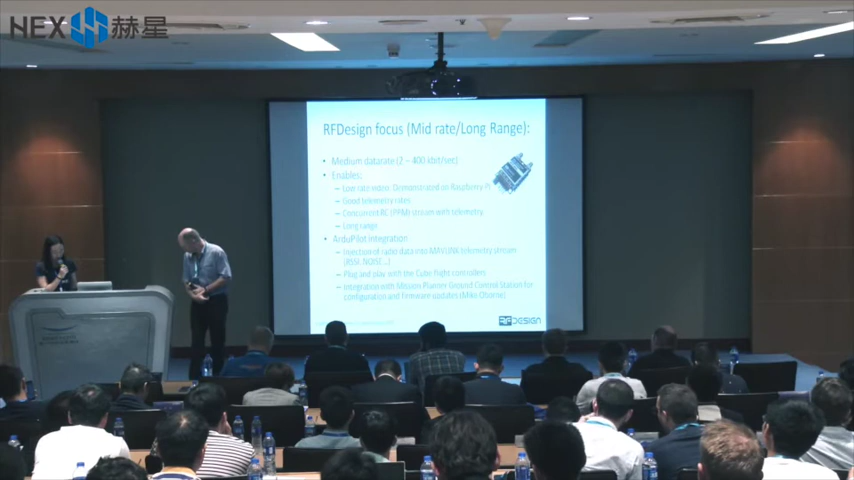 HEX 赫星
RFDesign focus (Mid rate/Long Range):
• Medium datarate (2 – 400 kbit/sec)
• Enables:
– Low rate video. Demonstrated on Raspberry Pi
– Good telemetry rates
– Concurrent RC (PPM) stream with telemetry
– Long range
• ArduPilot Integration
– Injection of radio data into MAVLINK telemetry stream
(RSSI, NOISE...)
– Plug and play with the Cube flight controllers
– Integration with Mission Planner Ground Control Station for
configuration and firmware updates (Mike Osborne)
RFDESIGN